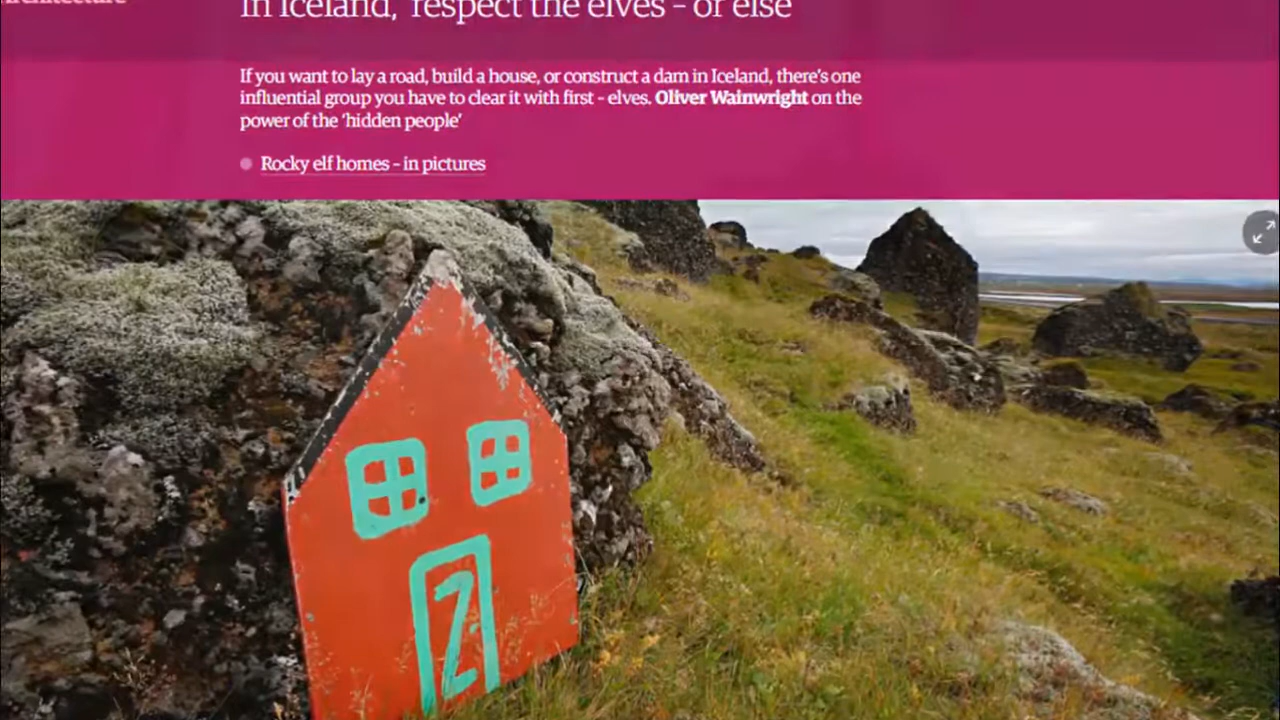 Architecture
In Iceland, 'respect the elves – or else'
If you want to lay a road, build a house, or construct a dam in Iceland, there's one
influential group you have to clear it with first – elves. Oliver Wainwright on the
power of the 'hidden people'
Rocky elf homes – in pictures
2